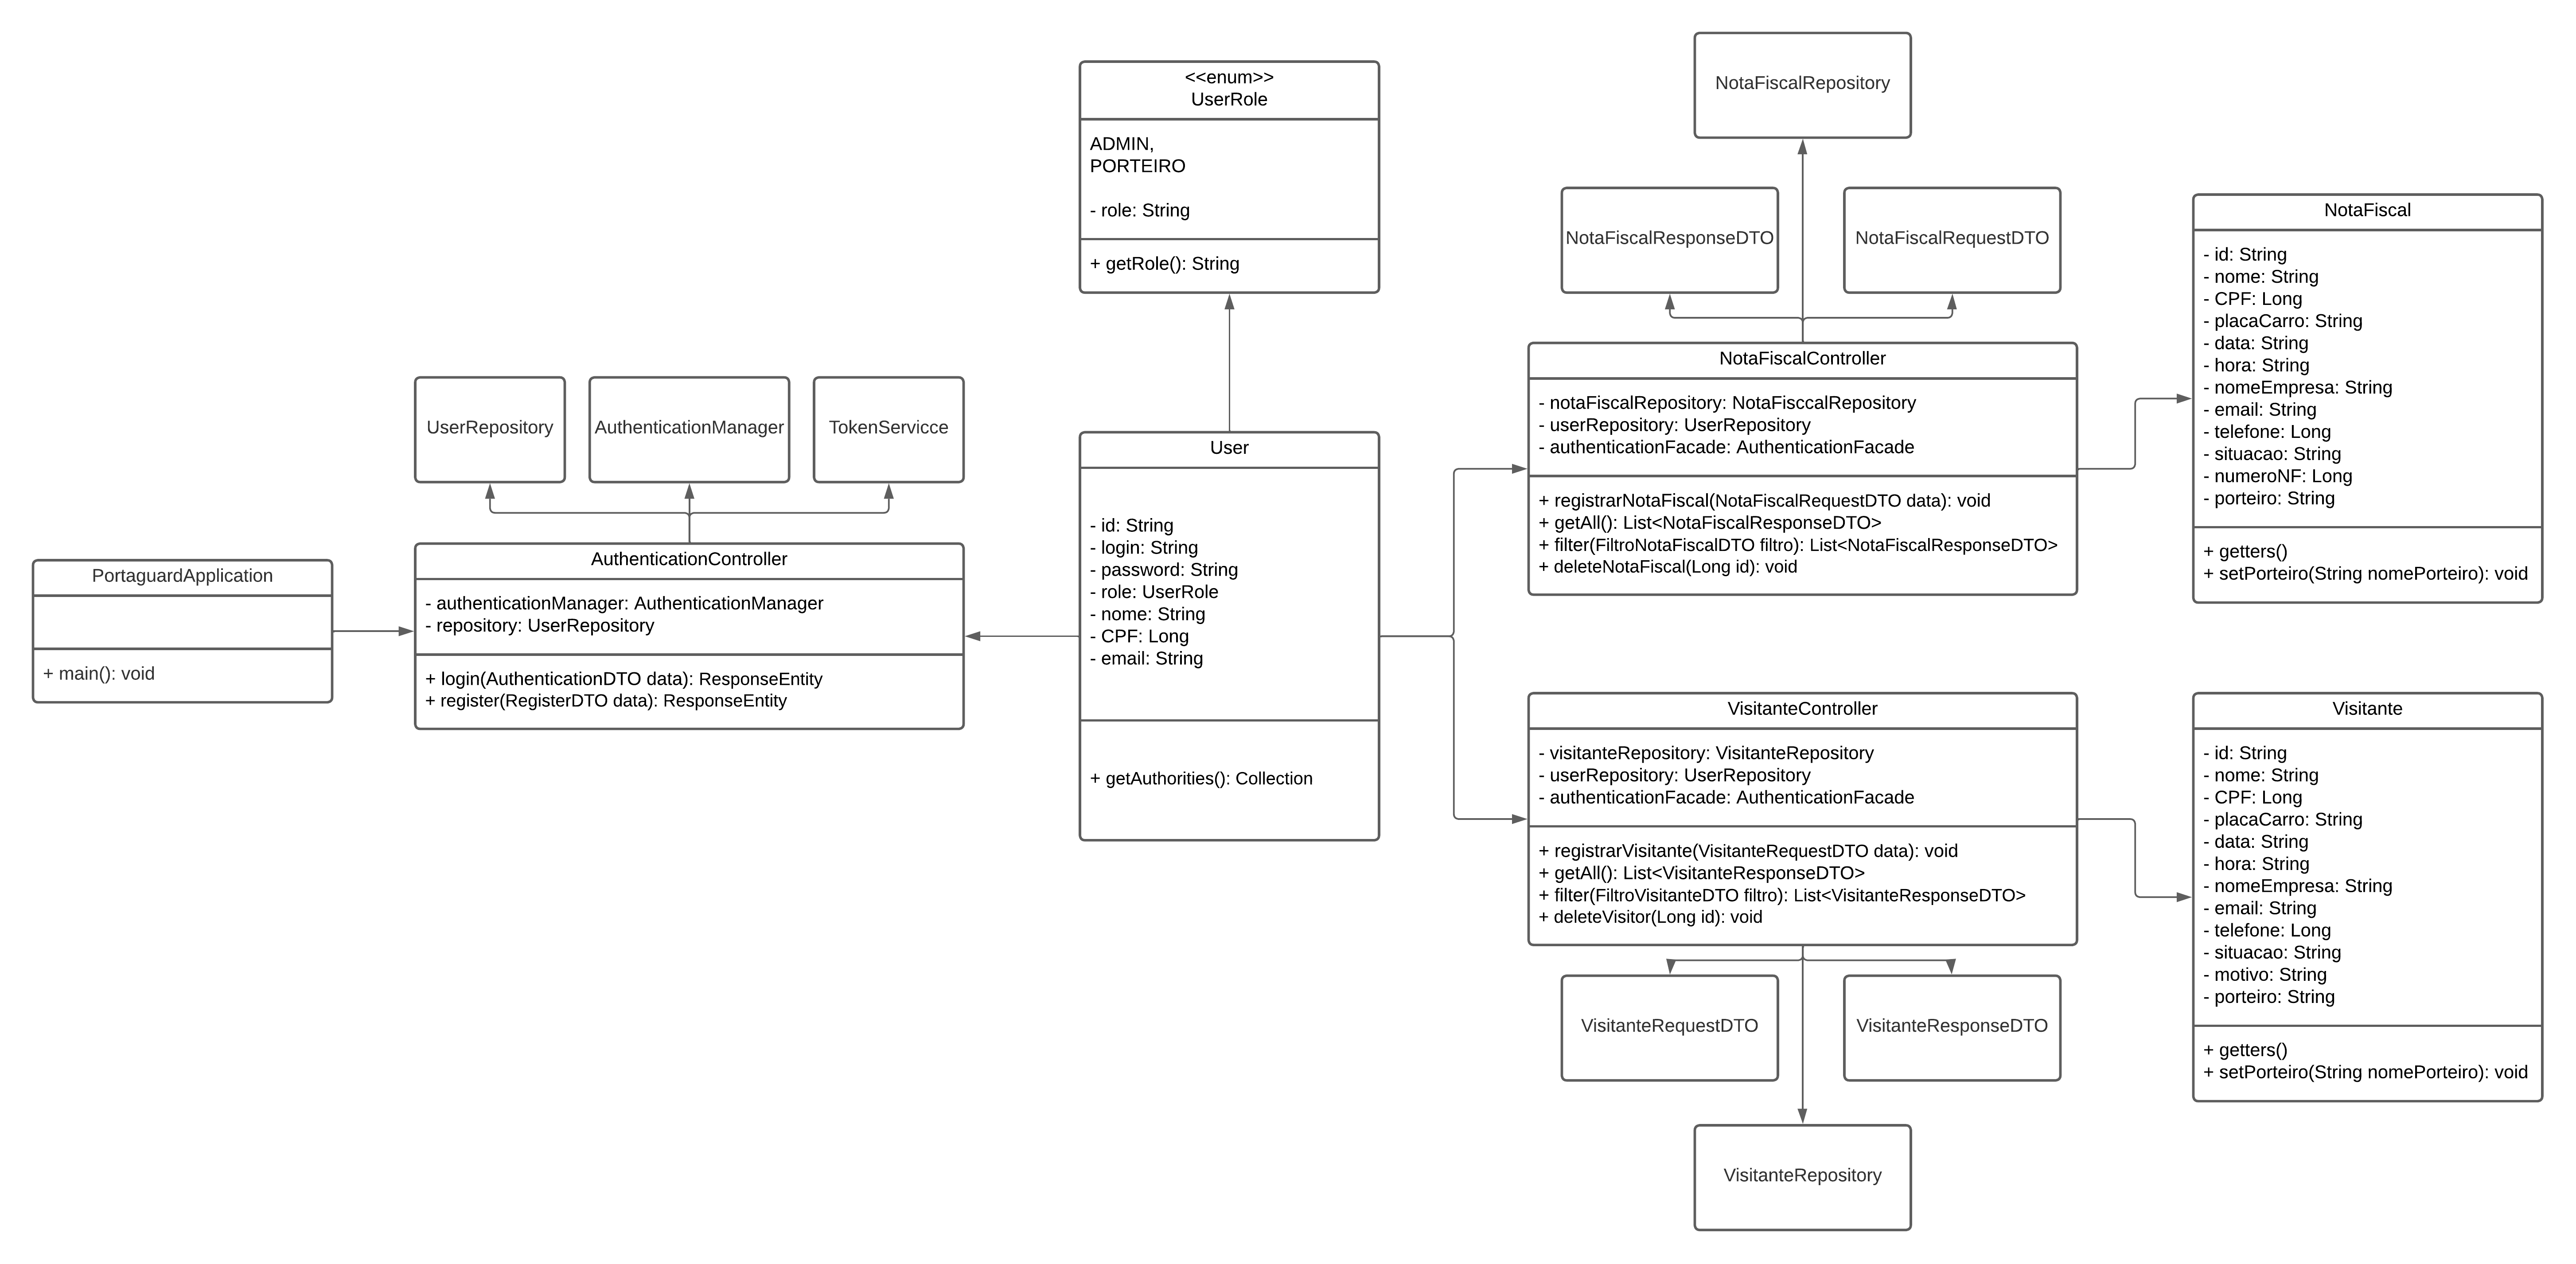 PortaguardApplication
+ main(): void
UserRepository
AuthenticationManager
TokenServicce
AuthenticationController
- authenticationManager: AuthenticationManager
- repository: UserRepository
+ login(AuthenticationDTO data): ResponseEntity
+ register(RegisterDTO data): ResponseEntity
<<enum>>
UserRole
ADMIN,
PORTEIRO
- role: String
+ getRole(): String
User
- id: String
- login: String
- password: String
- role: UserRole
- nome: String
- CPF: Long
- email: String
+ getAuthorities(): Collection
NotaFiscalRepository
NotaFiscalResponseDTO
NotaFiscalRequestDTO
NotaFiscalController
- notaFiscalRepository: NotaFisccalRepository
- userRepository: UserRepository
- authenticationFacade: AuthenticationFacade
+ registrarNotaFiscal(NotaFiscalRequestDTO data): void
+ getAll(): List<NotaFiscalResponseDTO>
+ filter(FiltroNotaFiscalDTO filtro): List<NotaFiscalResponseDTO>
+ deleteNotaFiscal(Long id): void
VisitanteController
- visitanteRepository: VisitanteRepository
- userRepository: UserRepository
- authenticationFacade: AuthenticationFacade
+ registrarVisitante(VisitanteRequestDTO data): void
+ getAll(): List<VisitanteResponseDTO>
+ filter(FiltroVisitanteDTO filtro): List<VisitanteResponseDTO>
+ deleteVisitor(Long id): void
VisitanteRequestDTO
VisitanteResponseDTO
VisitanteRepository
NotaFiscal
- id: String
- nome: String
- CPF: Long
- placaCarro: String
- data: String
- hora: String
- nomeEmpresa: String
- email: String
- telefone: Long
- situacao: String
- numeroNF: Long
- porteiro: String
+ getters()
+ setPorteiro(String nomePorteiro): void
Visitante
- id: String
- nome: String
- CPF: Long
- placaCarro: String
- data: String
- hora: String
- nomeEmpresa: String
- email: String
- telefone: Long
- situacao: String
- motivo: String
- porteiro: String
+ getters()
+ setPorteiro(String nomePorteiro): void